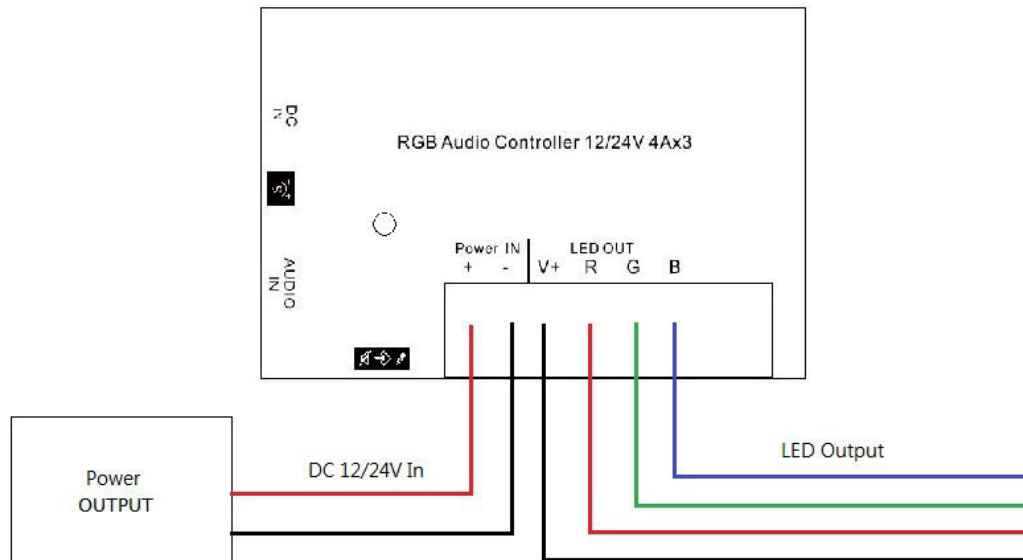 DC
IN
RGB Audio Controller 12/24V 4Ax3
AUDIO
IN
Power IN
LED OUT
+ - V+ R G B
Power
OUTPUT
DC 12/24V In
LED Output